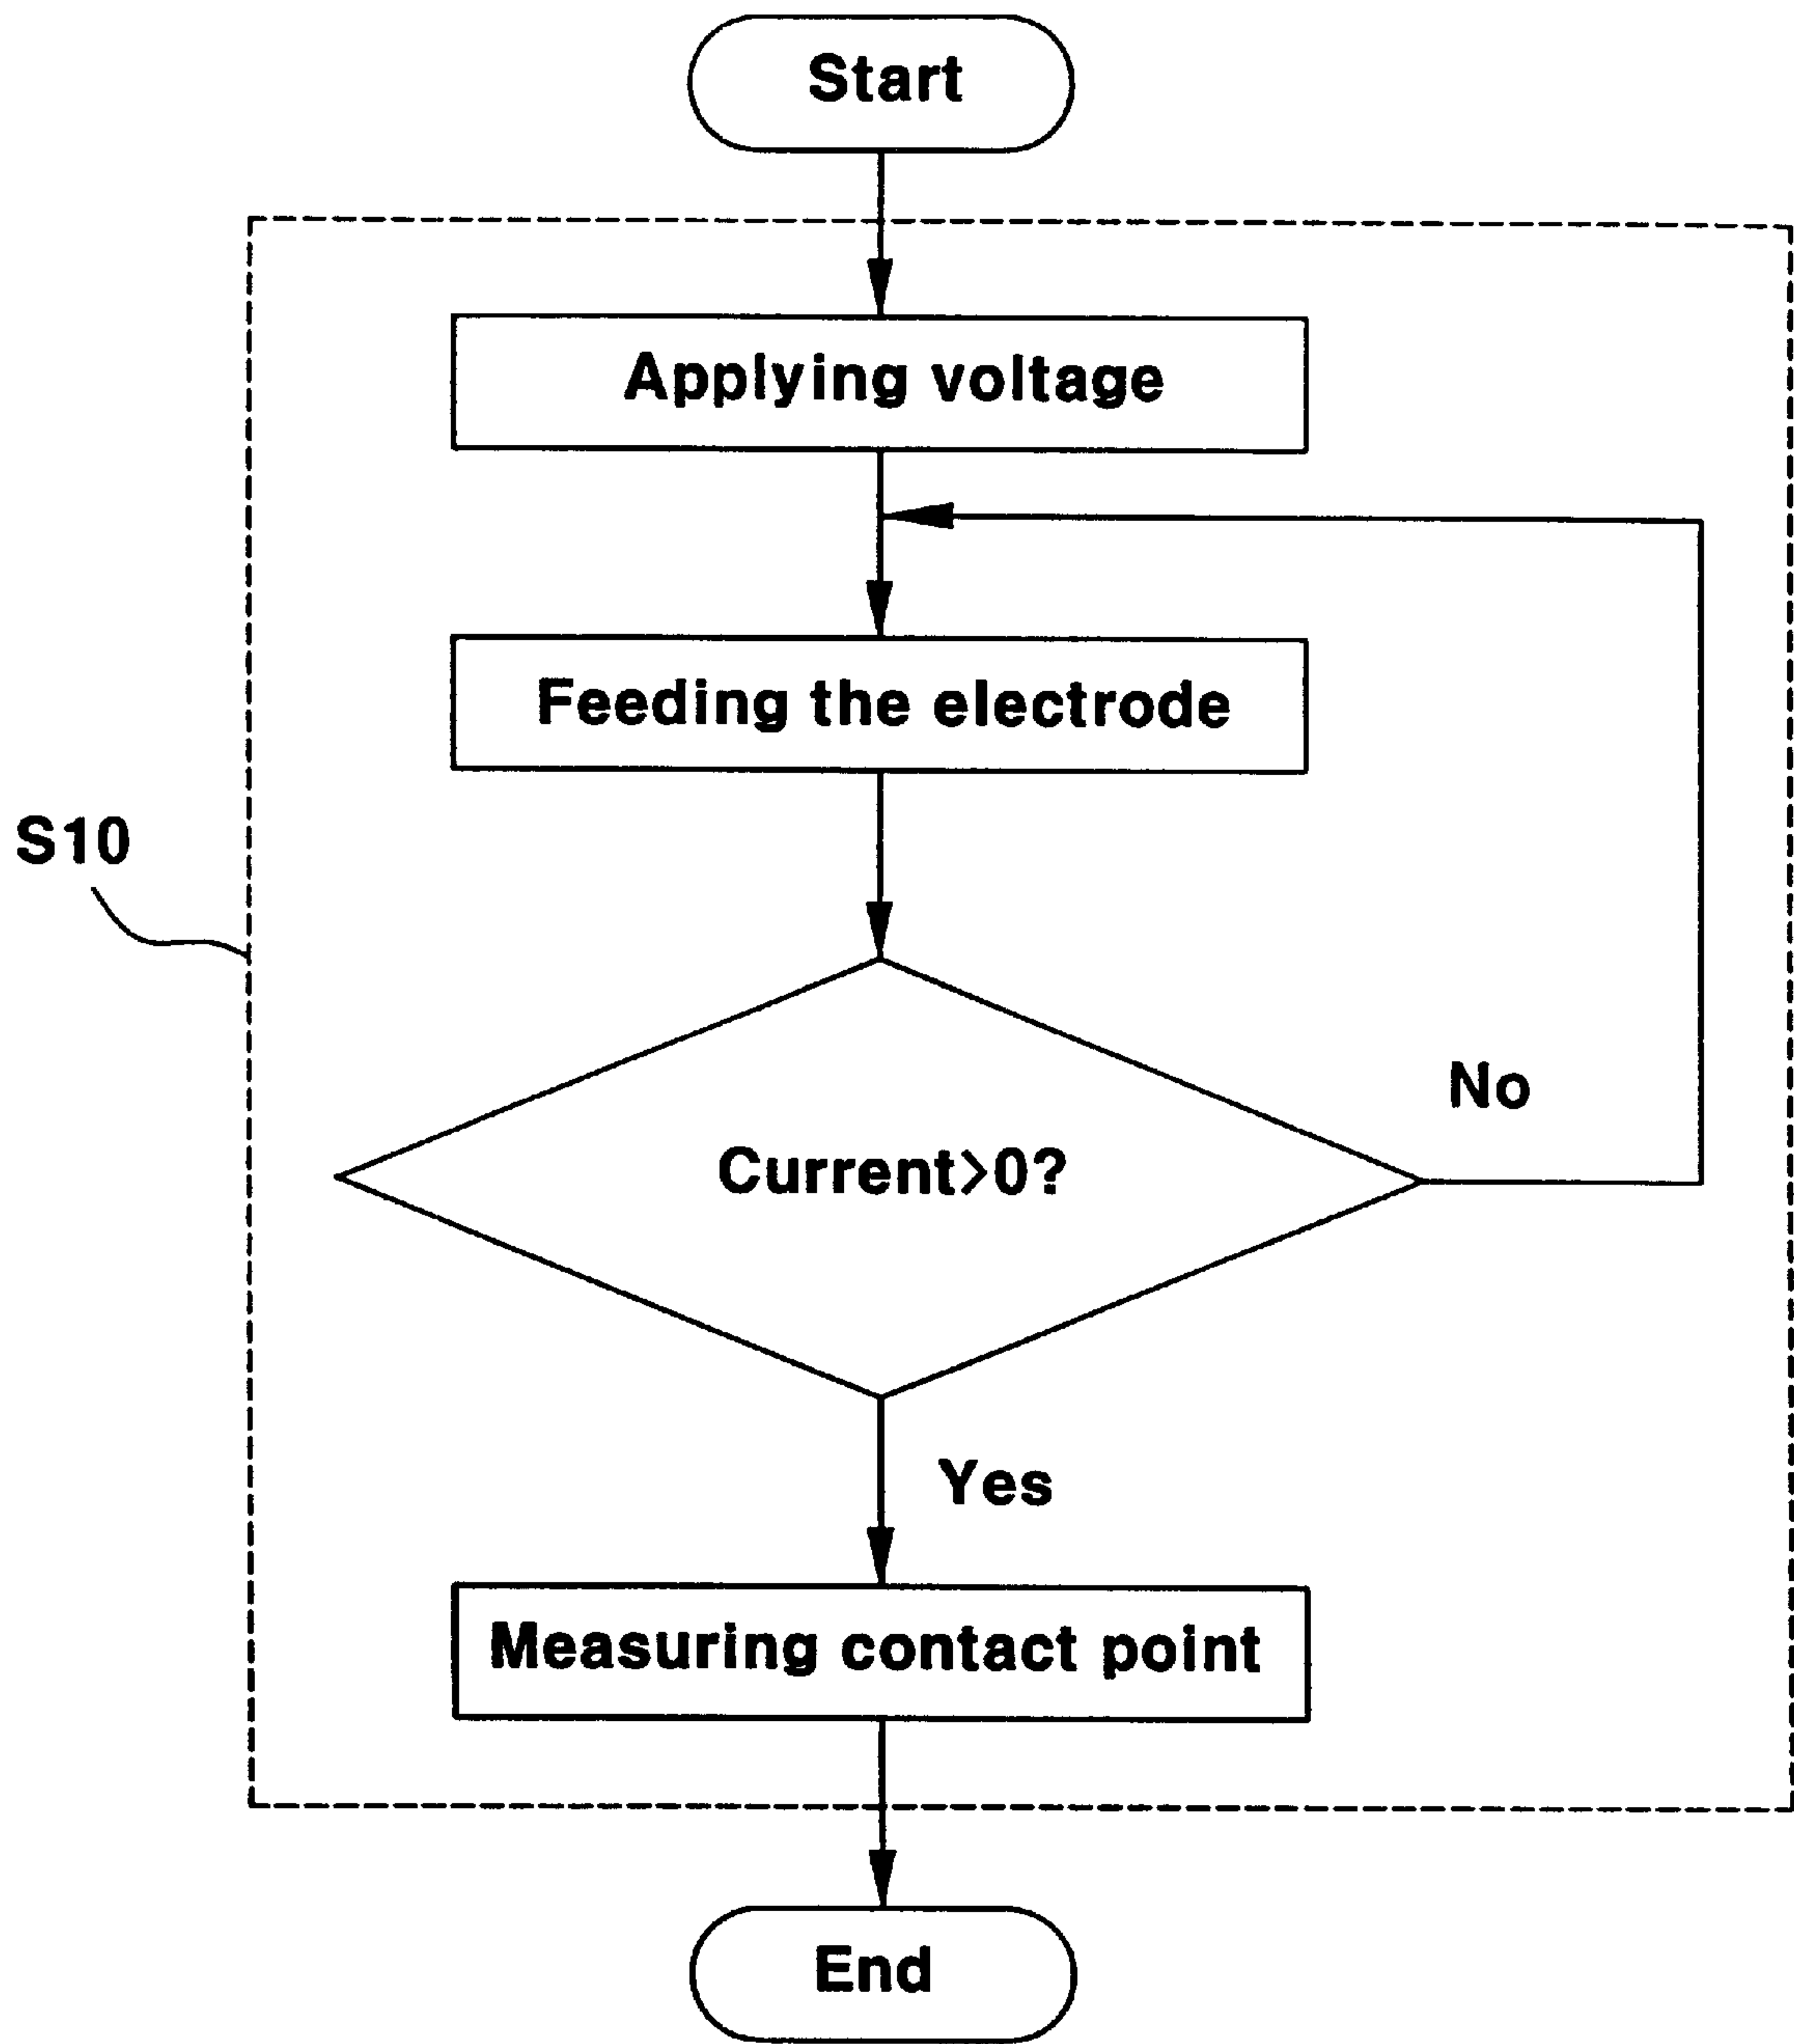 Start
Applying voltage
Feeding the electrode
S10
No
Current>0?
Yes
Measuring contact point
End